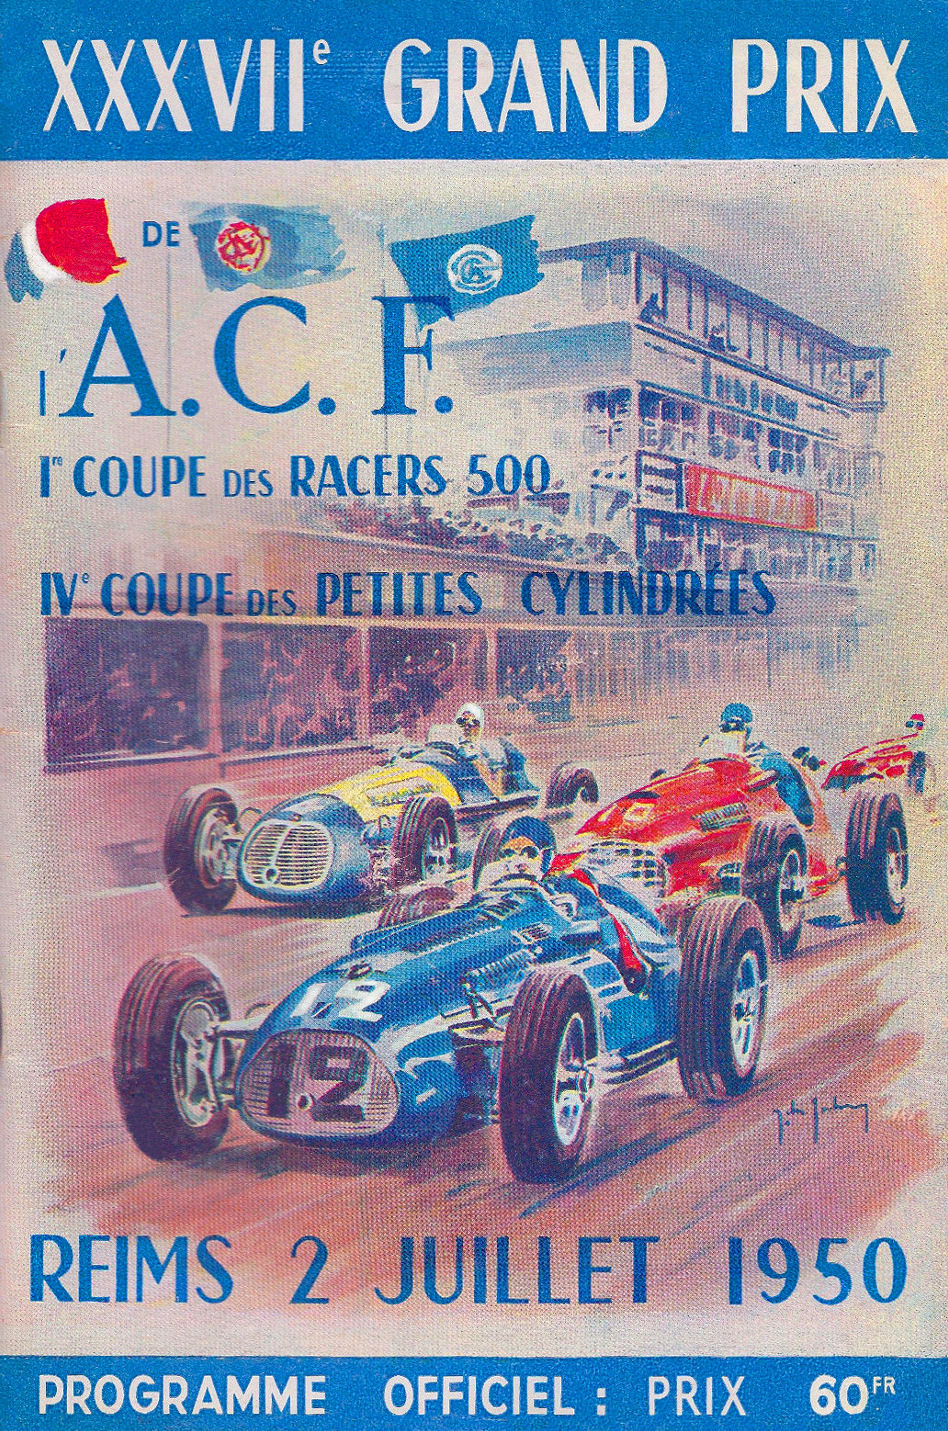 XXXVIIe GRAND PRIX
DE
l'A.C.F.
Ire COUPE DES RACERS 500
IVe COUPE DES PETITES CYLINDRÉES
12
12
REIMS 2 JUILLET 1950
PROGRAMME OFFICIEL : PRIX 60FR